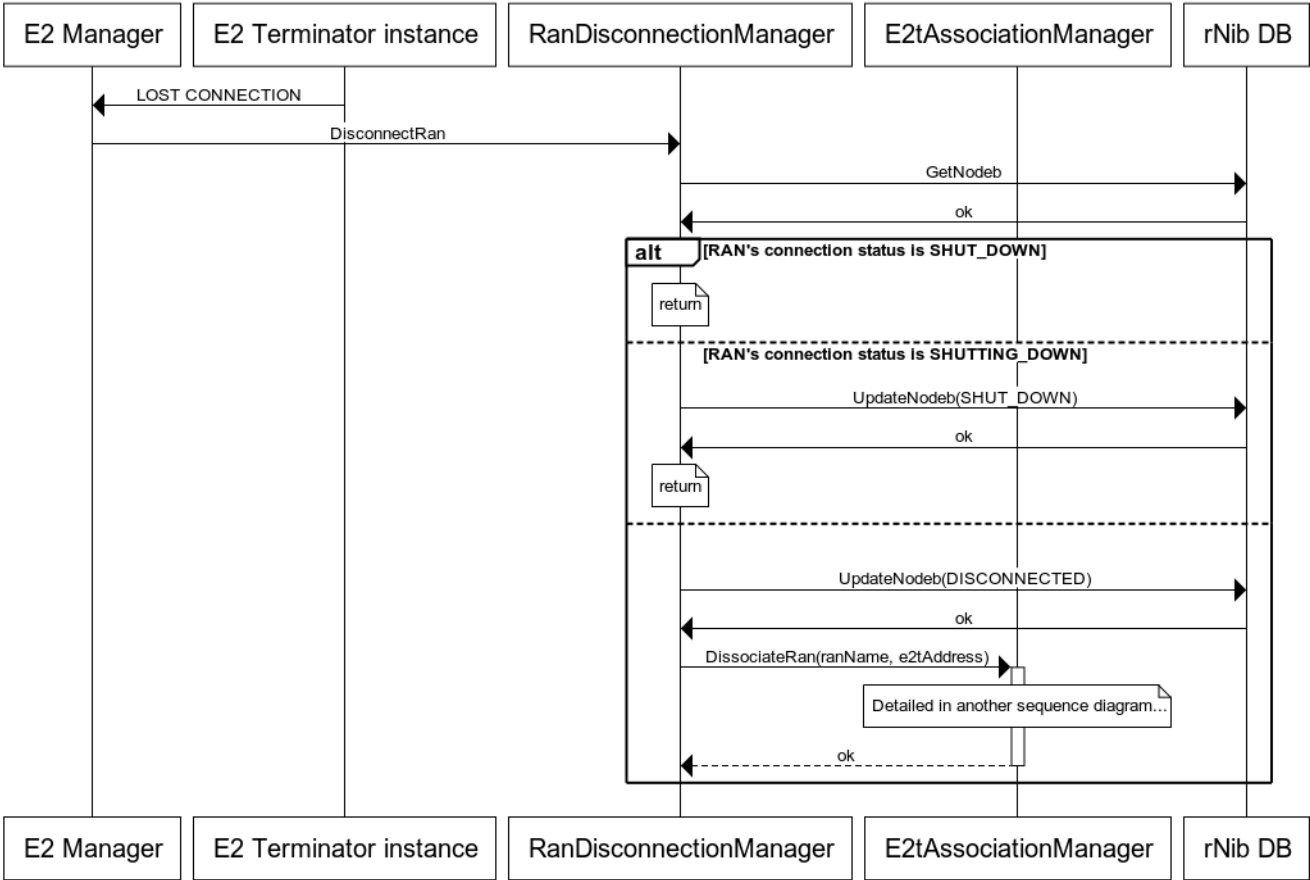 E2 Manager
E2 Terminator instance
RanDisconnectionManager
E2tAssociationManager
rNib DB
LOST CONNECTION
DisconnectRan
GetNodeb
ok
alt
[RAN's connection status is SHUT_DOWN]
return
[RAN's connection status is SHUTTING_DOWN]
UpdateNodeb(SHUT_DOWN)
ok
return
UpdateNodeb(DISCONNECTED)
ok
DissociateRan(ranName, e2tAddress)
Detailed in another sequence diagram...
ok
E2 Manager
E2 Terminator instance
RanDisconnectionManager
E2tAssociationManager
rNib DB